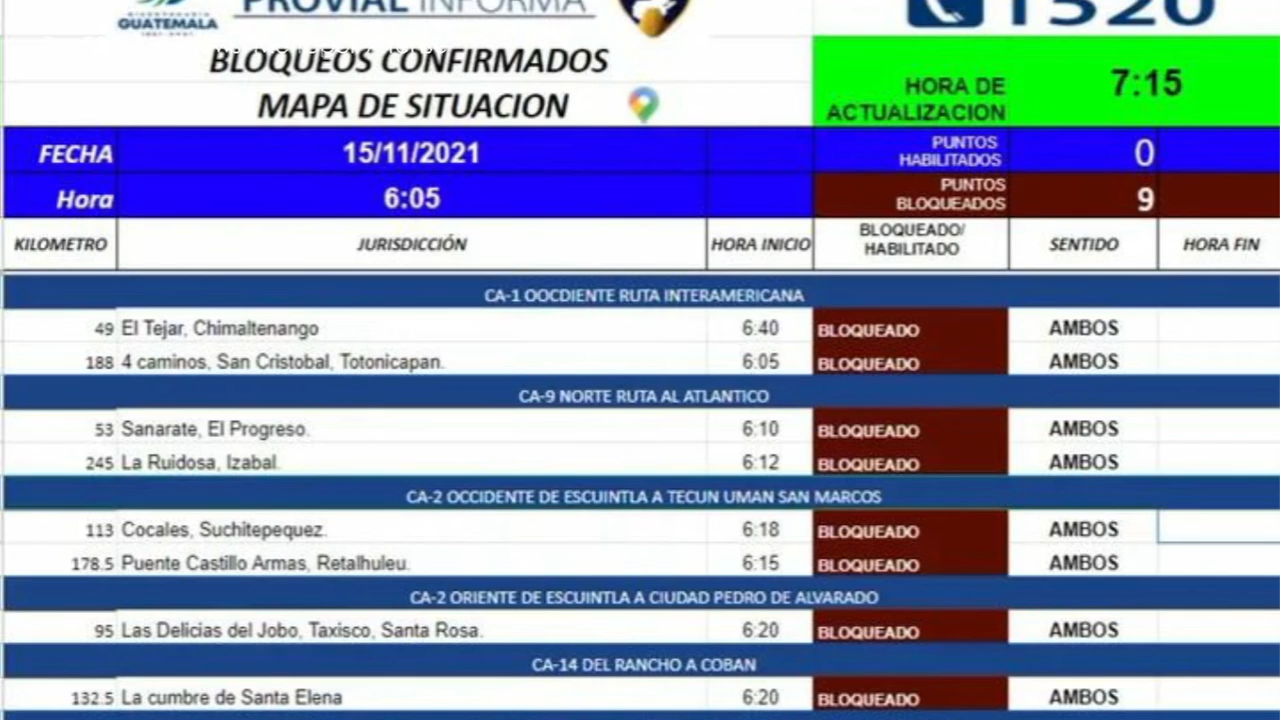 GUATEMALA
PROVIAL INFORMA
1520
BLOQUEOS CONFIRMADOS
MAPA DE SITUACION
HORA DE ACTUALIZACION 7:15
FECHA 15/11/2021 PUNTOS HABILITADOS 0
Hora 6:05 PUNTOS BLOQUEADOS 9
KILOMETRO JURISDICCIÓN HORA INICIO BLOQUEADO/ HABILITADO SENTIDO HORA FIN
CA-1 OOCDIENTE RUTA INTERAMERICANA
49 El Tejar, Chimaltenango 6:40 BLOQUEADO AMBOS
188 4 caminos, San Cristobal, Totonicapan. 6:05 BLOQUEADO AMBOS
CA-9 NORTE RUTA AL ATLANTICO
53 Sanarate, El Progreso. 6:10 BLOQUEADO AMBOS
245 La Ruidosa, Izabal. 6:12 BLOQUEADO AMBOS
CA-2 OCCIDENTE DE ESCUINTLA A TECUN UMAN SAN MARCOS
113 Cocales, Suchitepequez. 6:18 BLOQUEADO AMBOS
178.5 Puente Castillo Armas, Retalhuleu. 6:15 BLOQUEADO AMBOS
CA-2 ORIENTE DE ESCUINTLA A CIUDAD PEDRO DE ALVARADO
95 Las Delicias del Jobo, Taxisco, Santa Rosa. 6:20 BLOQUEADO AMBOS
CA-14 DEL RANCHO A COBAN
132.5 La cumbre de Santa Elena 6:20 BLOQUEADO AMBOS